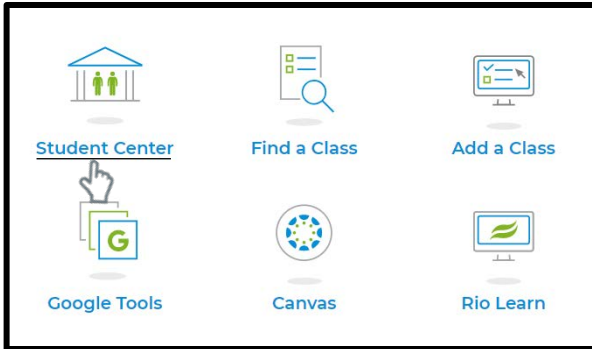 Student Center
Find a Class
Add a Class
G
Google Tools
Canvas
Rio Learn